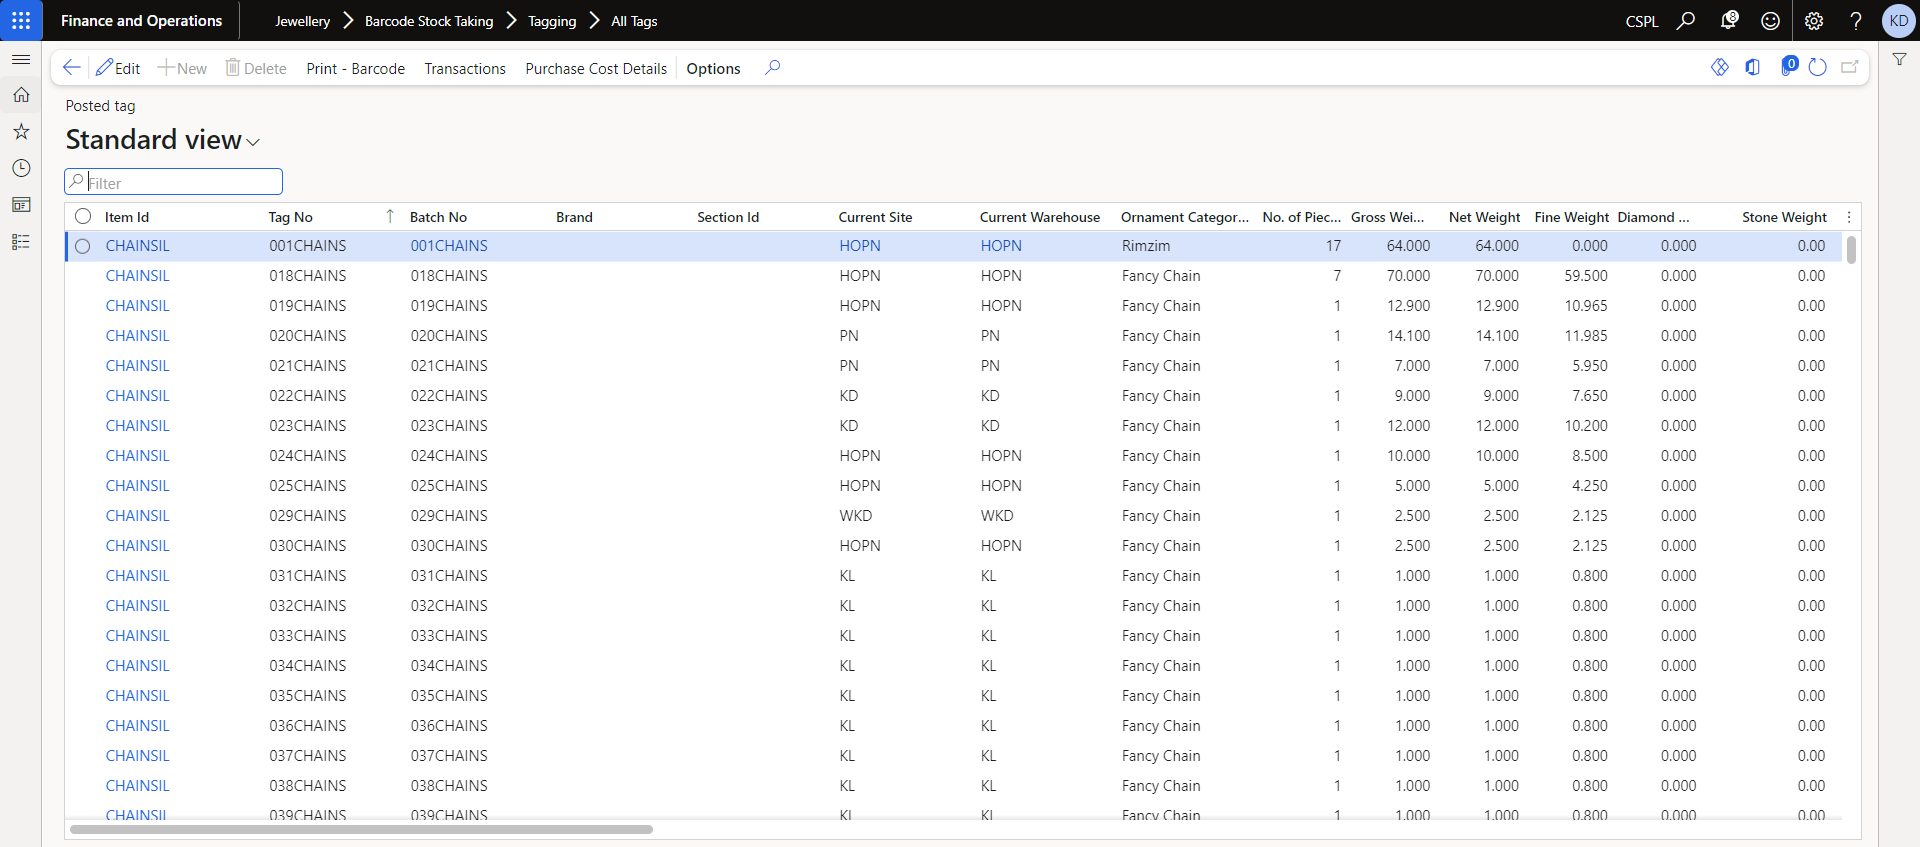 Finance and Operations Jewellery Barcode Stock Taking Tagging All Tags CSPL 8 KD
Edit New Delete Print - Barcode Transactions Purchase Cost Details Options 0
Posted tag
Standard view
Filter
Item Id Tag No Batch No Brand Section Id Current Site Current Warehouse Ornament Categor... No. of Piec... Gross Wei... Net Weight Fine Weight Diamond ... Stone Weight
CHAINSIL 001CHAINS 001CHAINS HOPN HOPN Rimzim 17 64.000 64.000 0.000 0.000 0.00
CHAINSIL 018CHAINS 018CHAINS HOPN HOPN Fancy Chain 7 70.000 70.000 59.500 0.000 0.00
CHAINSIL 019CHAINS 019CHAINS HOPN HOPN Fancy Chain 1 12.900 12.900 10.965 0.000 0.00
CHAINSIL 020CHAINS 020CHAINS PN PN Fancy Chain 1 14.100 14.100 11.985 0.000 0.00
CHAINSIL 021CHAINS 021CHAINS PN PN Fancy Chain 1 7.000 7.000 5.950 0.000 0.00
CHAINSIL 022CHAINS 022CHAINS KD KD Fancy Chain 1 9.000 9.000 7.650 0.000 0.00
CHAINSIL 023CHAINS 023CHAINS KD KD Fancy Chain 1 12.000 12.000 10.200 0.000 0.00
CHAINSIL 024CHAINS 024CHAINS HOPN HOPN Fancy Chain 1 10.000 10.000 8.500 0.000 0.00
CHAINSIL 025CHAINS 025CHAINS HOPN HOPN Fancy Chain 1 5.000 5.000 4.250 0.000 0.00
CHAINSIL 029CHAINS 029CHAINS WKD WKD Fancy Chain 1 2.500 2.500 2.125 0.000 0.00
CHAINSIL 030CHAINS 030CHAINS HOPN HOPN Fancy Chain 1 2.500 2.500 2.125 0.000 0.00
CHAINSIL 031CHAINS 031CHAINS KL KL Fancy Chain 1 1.000 1.000 0.800 0.000 0.00
CHAINSIL 032CHAINS 032CHAINS KL KL Fancy Chain 1 1.000 1.000 0.800 0.000 0.00
CHAINSIL 033CHAINS 033CHAINS KL KL Fancy Chain 1 1.000 1.000 0.800 0.000 0.00
CHAINSIL 034CHAINS 034CHAINS KL KL Fancy Chain 1 1.000 1.000 0.800 0.000 0.00
CHAINSIL 035CHAINS 035CHAINS KL KL Fancy Chain 1 1.000 1.000 0.800 0.000 0.00
CHAINSIL 036CHAINS 036CHAINS KL KL Fancy Chain 1 1.000 1.000 0.800 0.000 0.00
CHAINSIL 037CHAINS 037CHAINS KL KL Fancy Chain 1 1.000 1.000 0.800 0.000 0.00
CHAINSIL 038CHAINS 038CHAINS KL KL Fancy Chain 1 1.000 1.000 0.800 0.000 0.00
CHAINSIL 039CHAINS 039CHAINS KL KL Fancy Chain 1 1.000 1.000 0.800 0.000 0.00